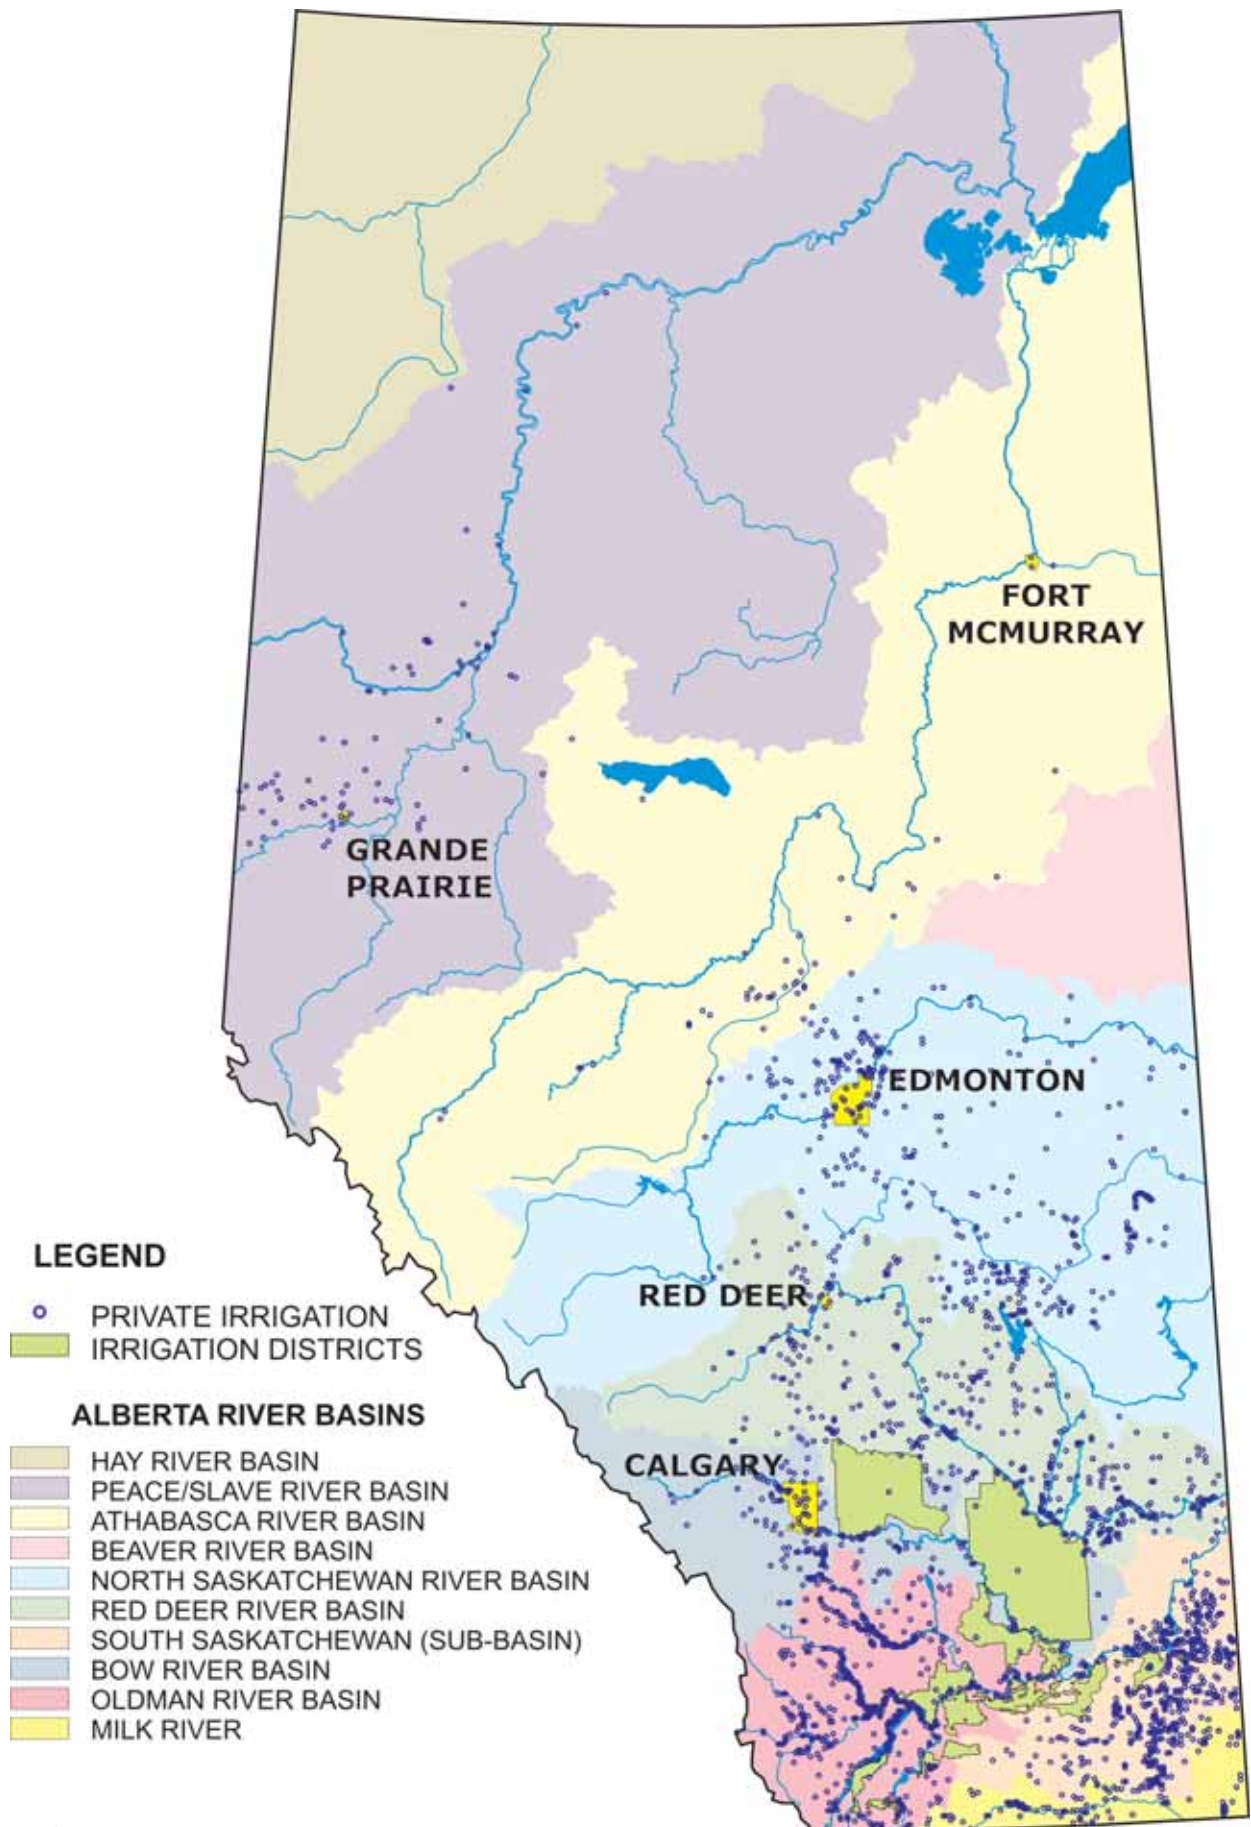 FORT
MCMURRAY
GRANDE
PRAIRIE
EDMONTON
LEGEND
RED DEER
PRIVATE IRRIGATION
IRRIGATION DISTRICTS
ALBERTA RIVER BASINS
CALGARY
HAY RIVER BASIN
PEACE/SLAVE RIVER BASIN
ATHABASCA RIVER BASIN
BEAVER RIVER BASIN
NORTH SASKATCHEWAN RIVER BASIN
RED DEER RIVER BASIN
SOUTH SASKATCHEWAN (SUB-BASIN)
BOW RIVER BASIN
OLDMAN RIVER BASIN
MILK RIVER